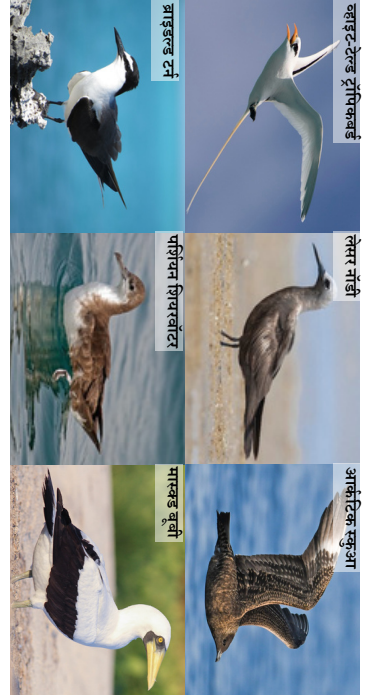 व्हाइट-टेल्ड ट्रॉपिकबर्ड
लेसर नॉडी
आर्कटिक स्कुआ
ब्राइडल्ड टर्न
पर्शियन शियरवॉटर
मास्क्ड बूबी